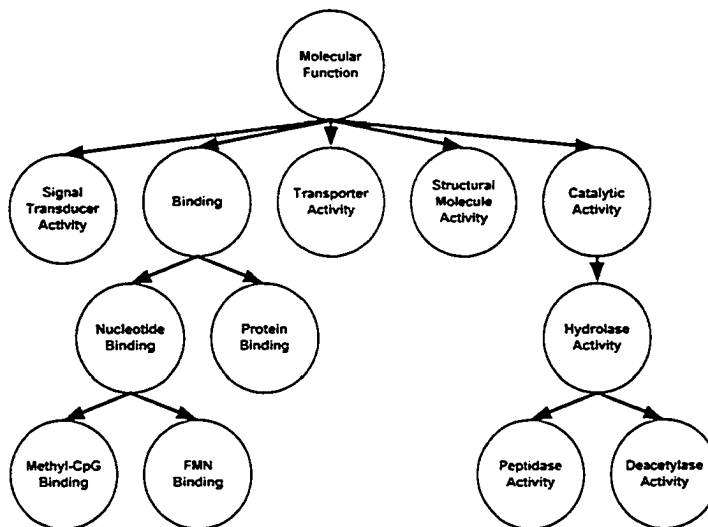 Molecular
Function
Signal
Transducer
Activity
Binding
Transporter
Activity
Structural
Molecule
Activity
Catalytic
Activity
Nucleotide
Binding
Protein
Binding
Hydrolase
Activity
Methyl-CpG
Binding
FMN
Binding
Peptidase
Activity
Deacetylase
Activity